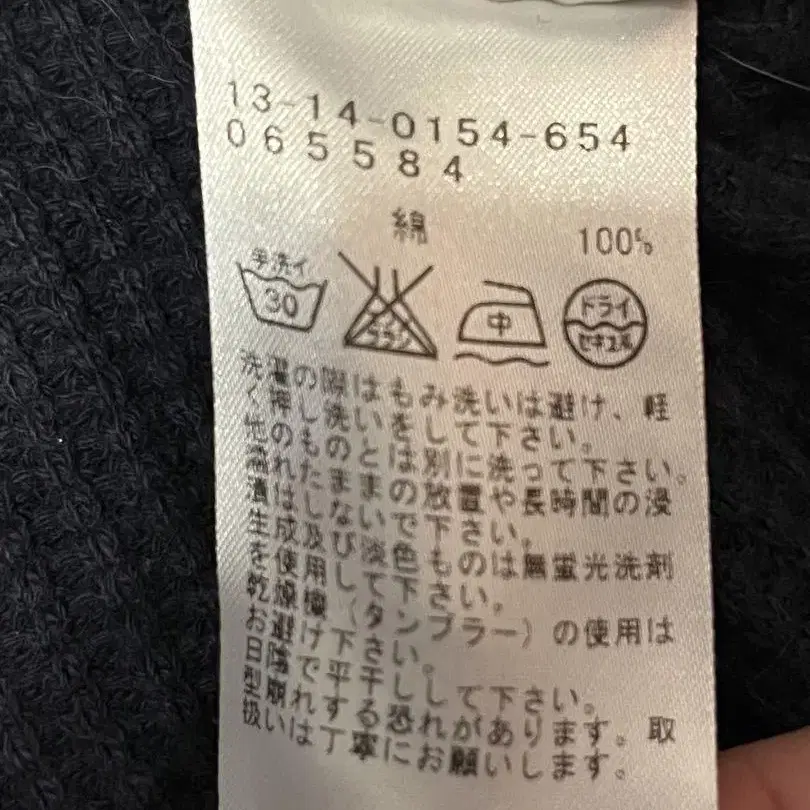 13-14-0154-654
065584
綿 100%
手洗イ
30
中
ドライ
セキユ系
洗濯の際はもみ洗いは避け、軽
く押し洗いをして下さい。
他のものとは別に洗って下さい。
濡れたままの放置や長時間の浸
漬はしないで下さい。
生成及び淡色ものは無蛍光洗剤
を使用して下さい。
乾燥機（タンブラー）の使用は
お避け下さい。
日陰で平干しして下さい。
型崩れする恐れがあります。取
扱いは丁寧にお願いします。